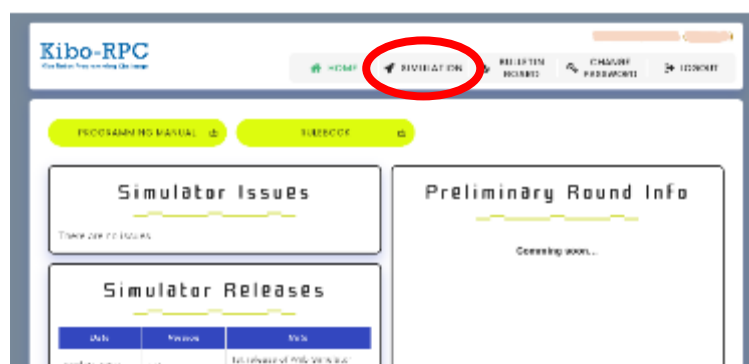 Kibo-RPC
HOME
SIMULATION
BULLETIN
BOARD
CHANGE
PASSWORD
LOGOUT
PROGRAMMING MANUAL
RULEBOOK
Simulator Issues
There are no issues
Preliminary Round Info
Comming soon...
Simulator Releases
Date
Version
Note